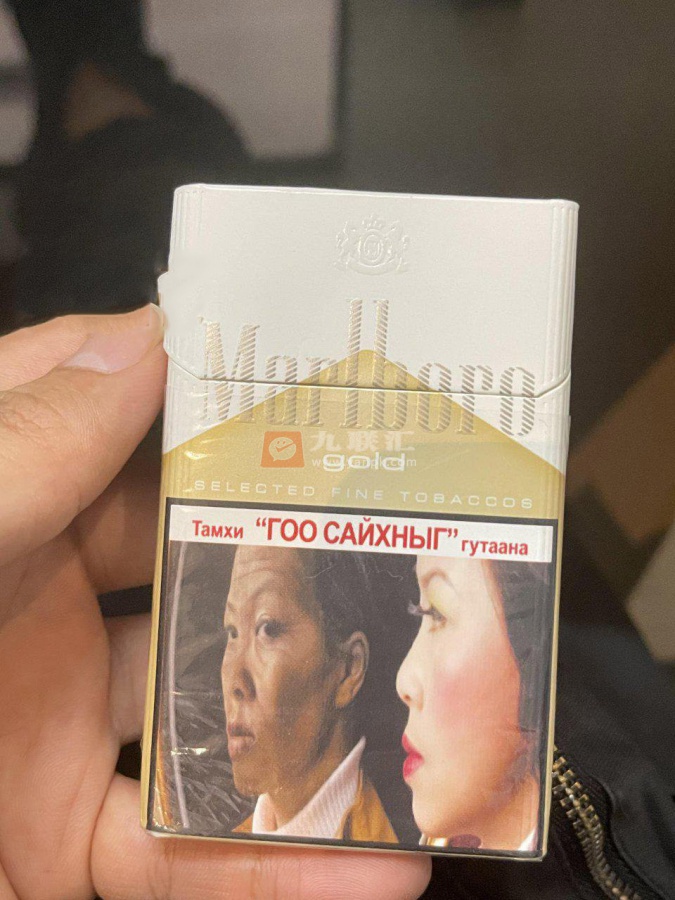 Marlboro
九联汇
gold
SELECTED FINE TOBACCOS
Тамхи “ГОО САЙХНЫГ” гутаана